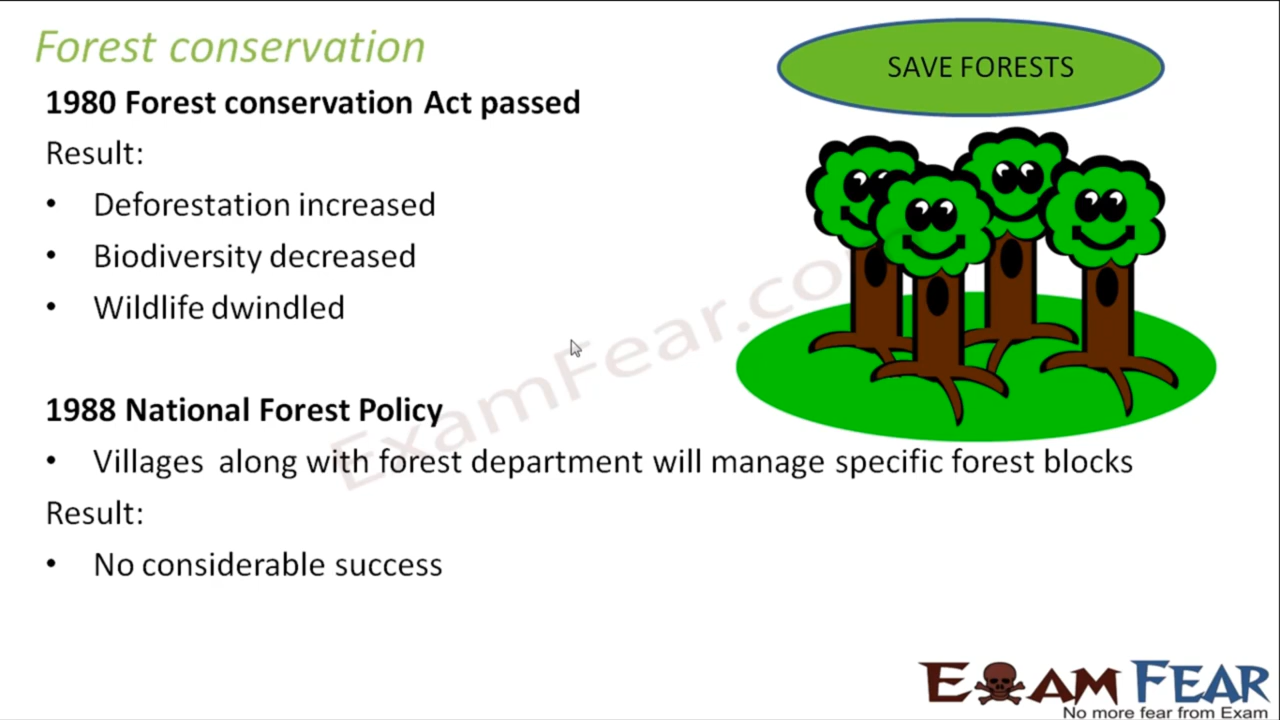 Forest conservation
SAVE FORESTS
1980 Forest conservation Act passed
Result:
• Deforestation increased
• Biodiversity decreased
• Wildlife dwindled
ExamFear.co
1988 National Forest Policy
• Villages along with forest department will manage specific forest blocks
Result:
• No considerable success
EXAM FEAR
No more fear from Exam